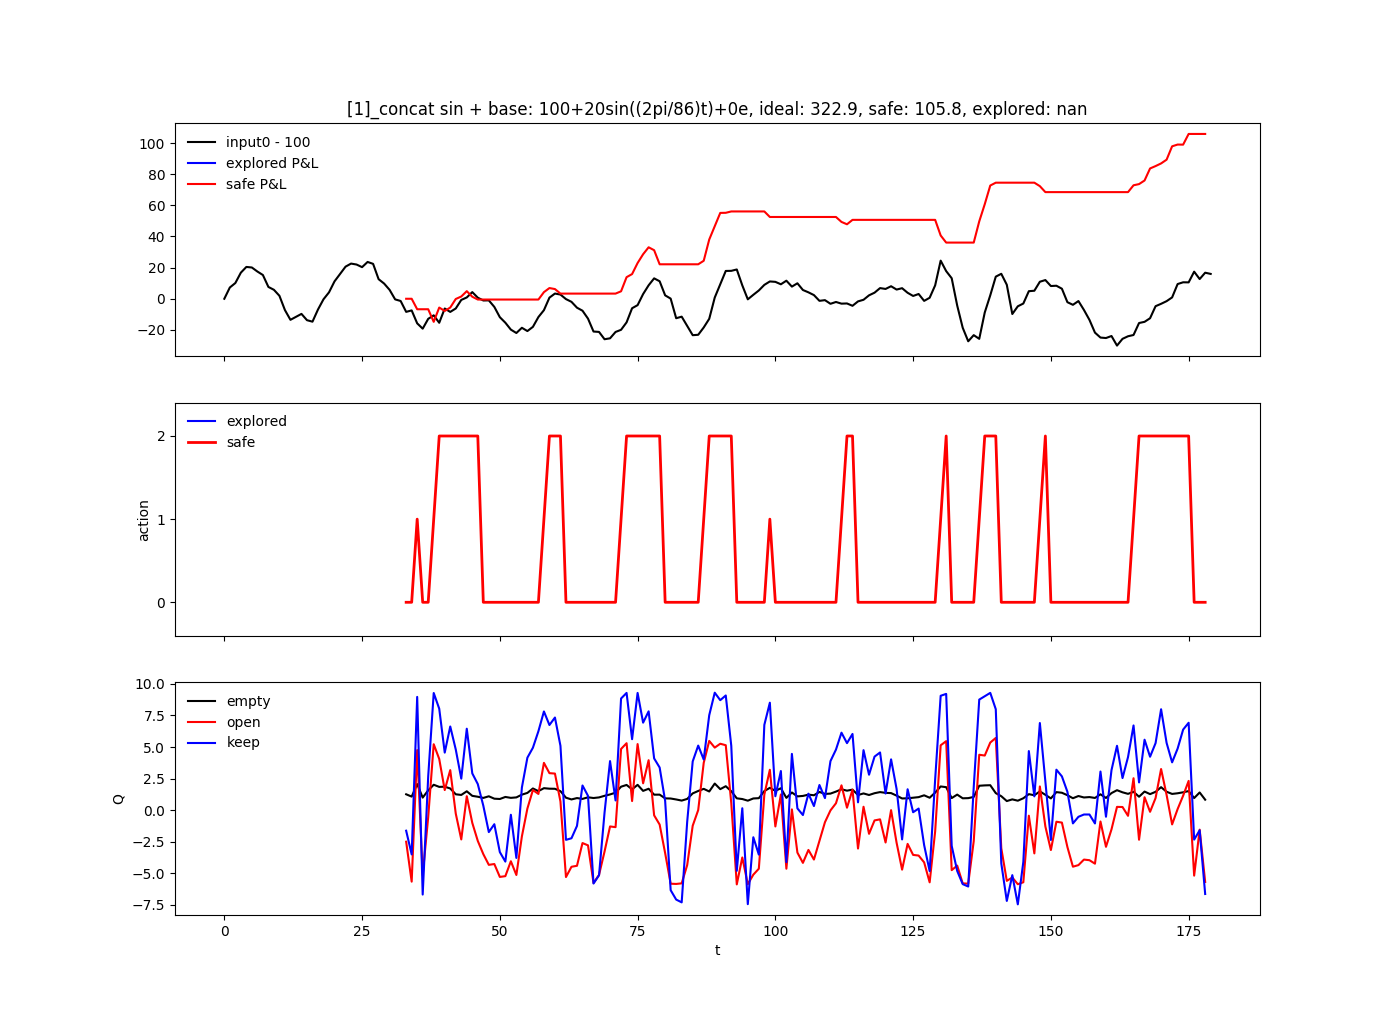 [1]_concat sin + base: 100+20sin((2pi/86)t)+0e, ideal: 322.9, safe: 105.8, explored: nan
input0 - 100
explored P&L
safe P&L
100
80
60
40
20
0
−20
explored
safe
2
1
0
action
empty
open
keep
10.0
7.5
5.0
2.5
0.0
−2.5
−5.0
−7.5
Q
0
25
50
75
100
125
150
175
t